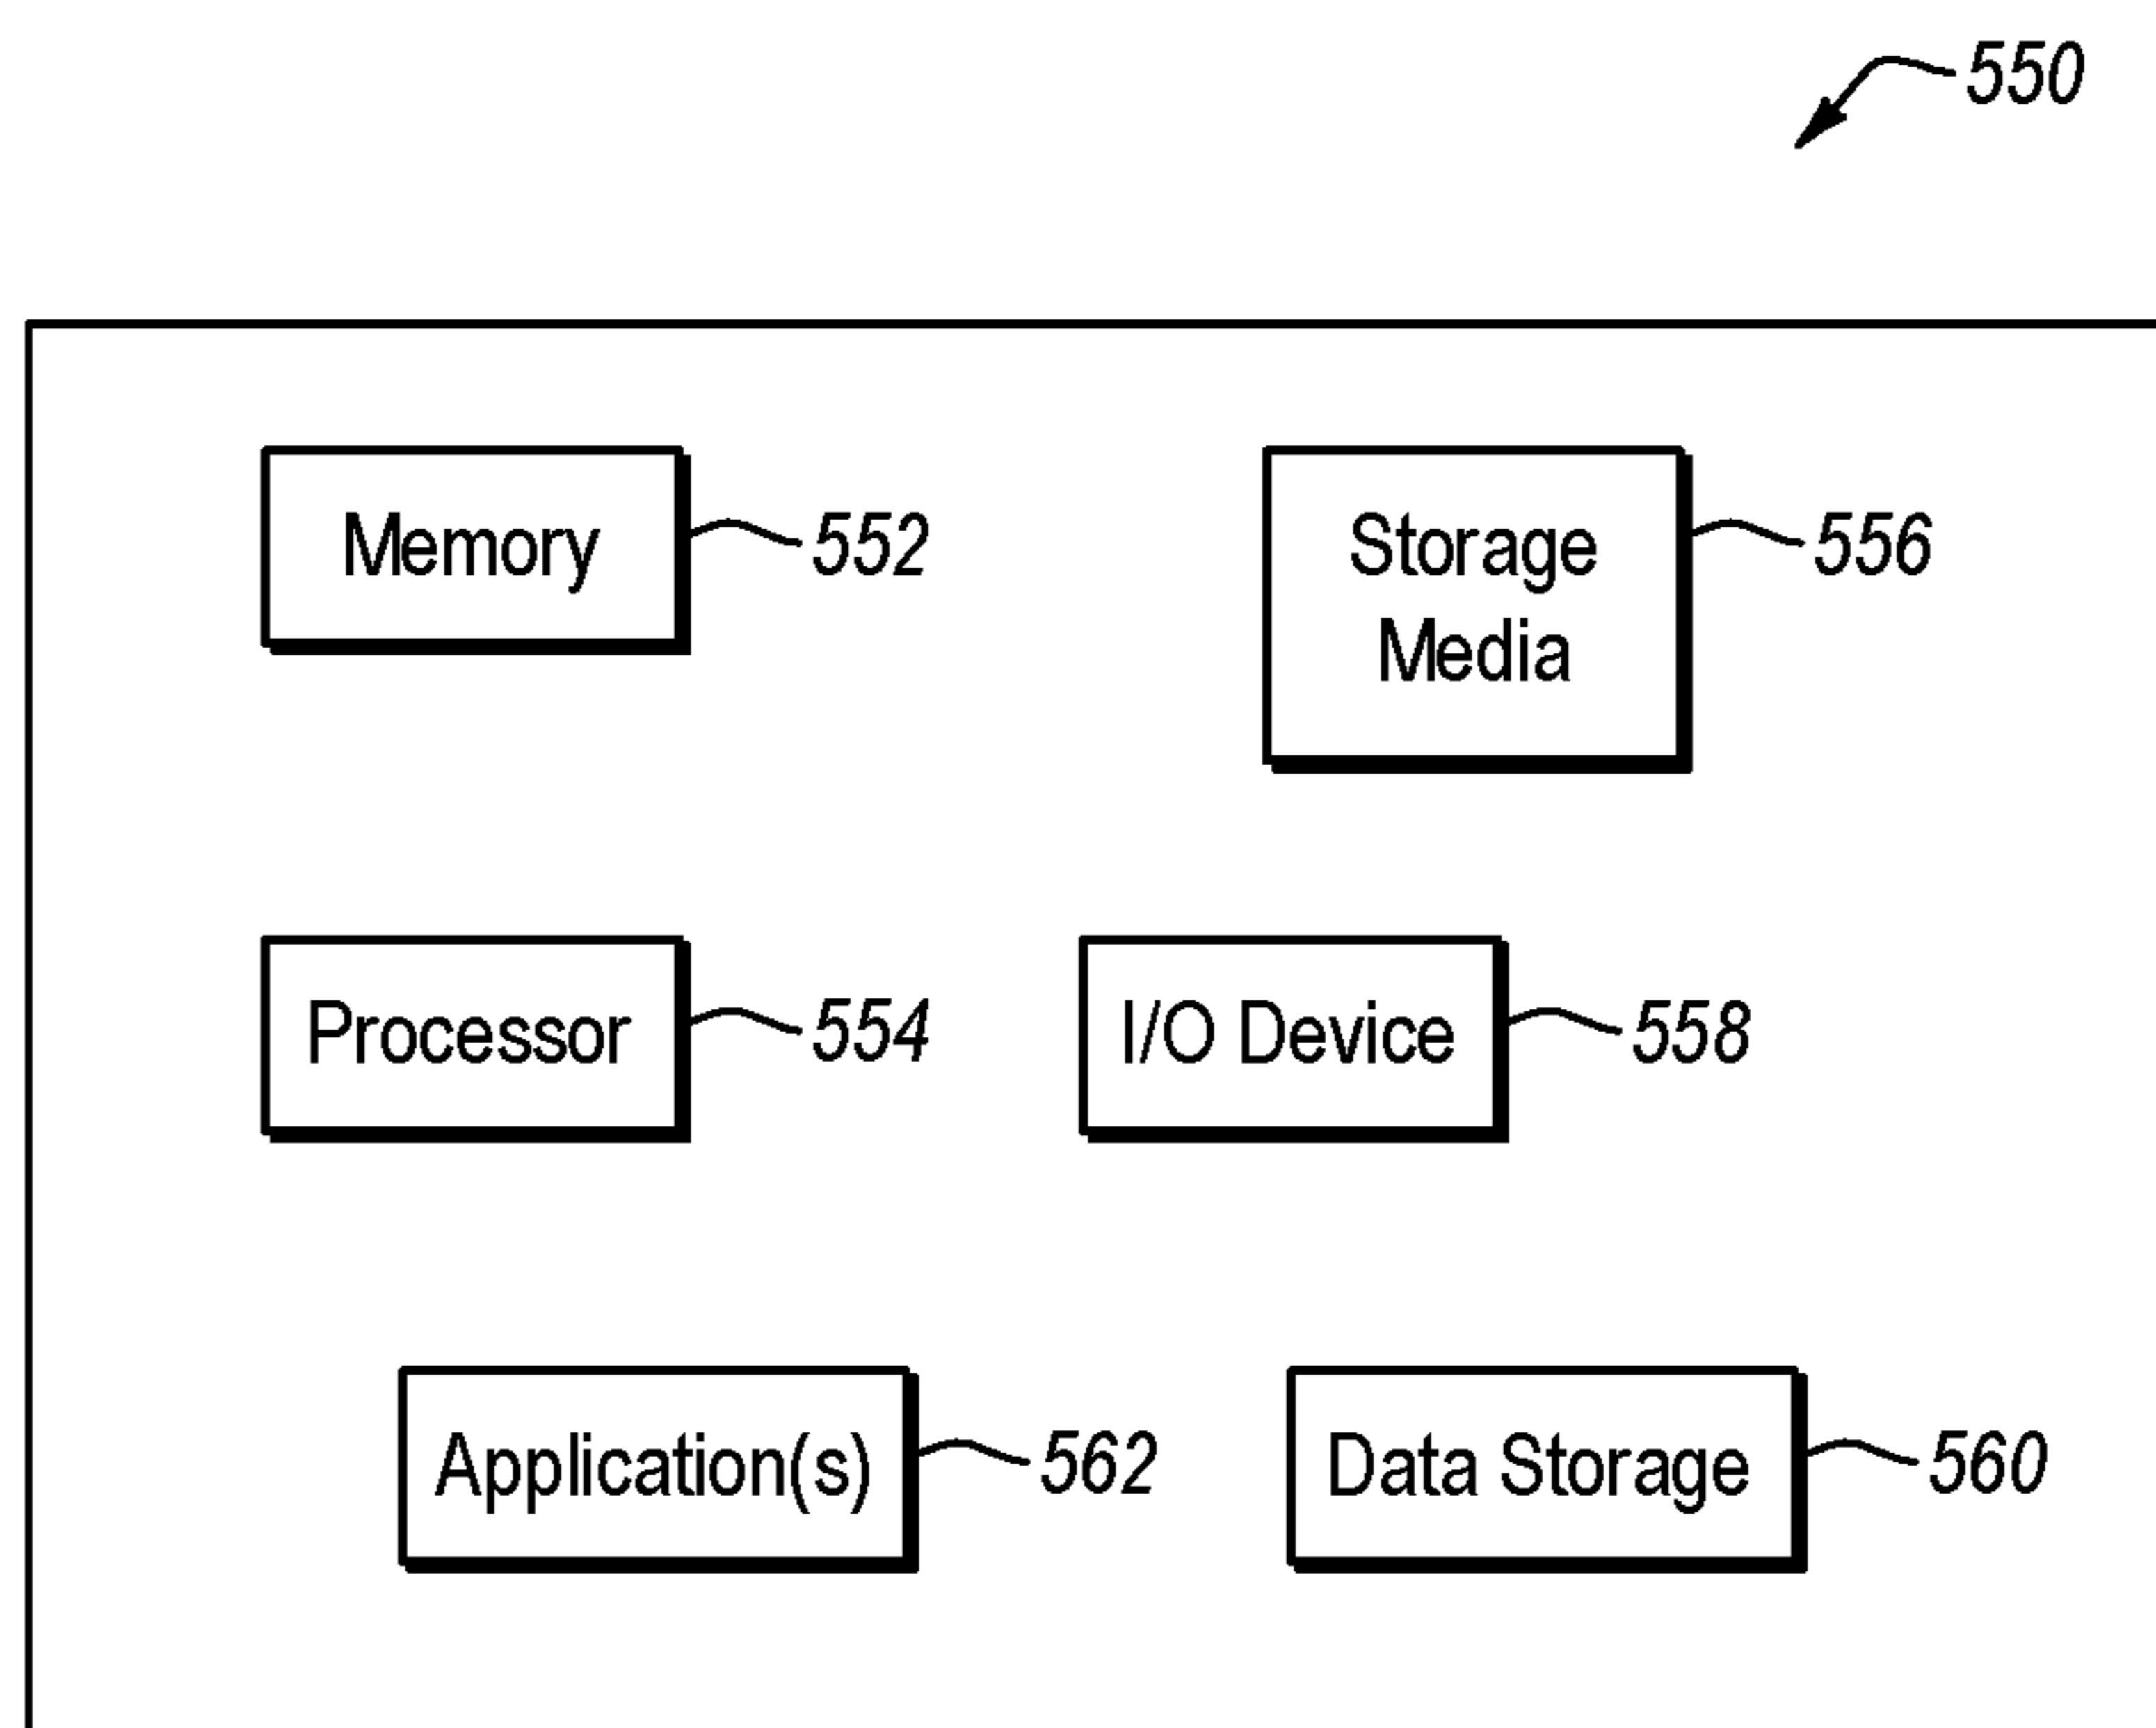 550
Memory 552
Storage 556
Media
Processor 554
I/O Device 558
Application(s) 562
Data Storage 560